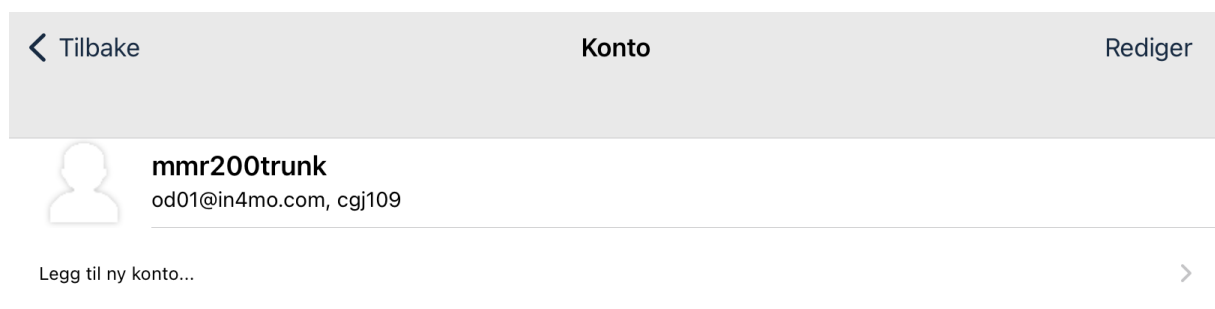 Tilbake
Konto
Rediger
mmr200trunk
od01@in4mo.com, cgj109
Legg til ny konto...